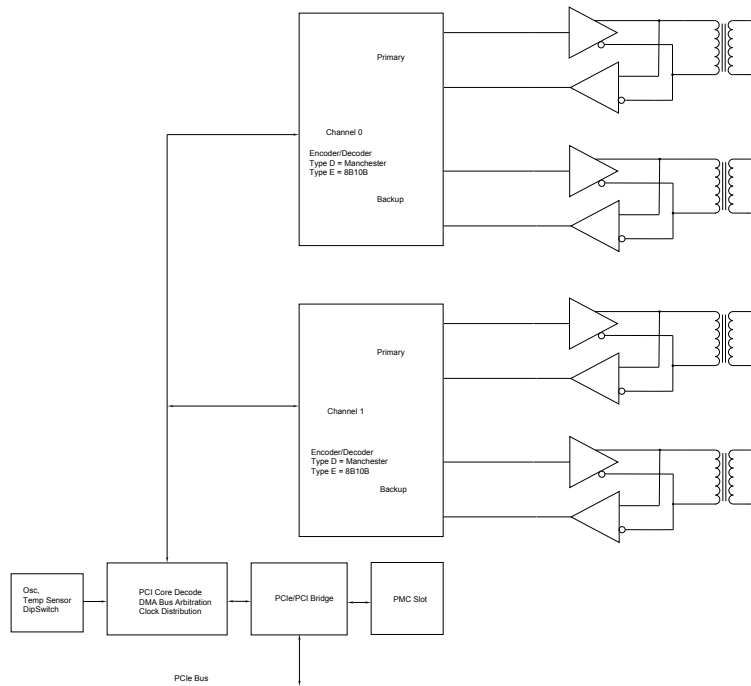 Primary
Channel 0
Encoder/Decoder
Type D = Manchester
Type E = 8B10B
Backup
Primary
Channel 1
Encoder/Decoder
Type D = Manchester
Type E = 8B10B
Backup
Osc,
Temp Sensor
DipSwitch
PCI Core Decode
DMA Bus Arbitration
Clock Distribution
PCIe/PCI Bridge
PMC Slot
PCIe Bus